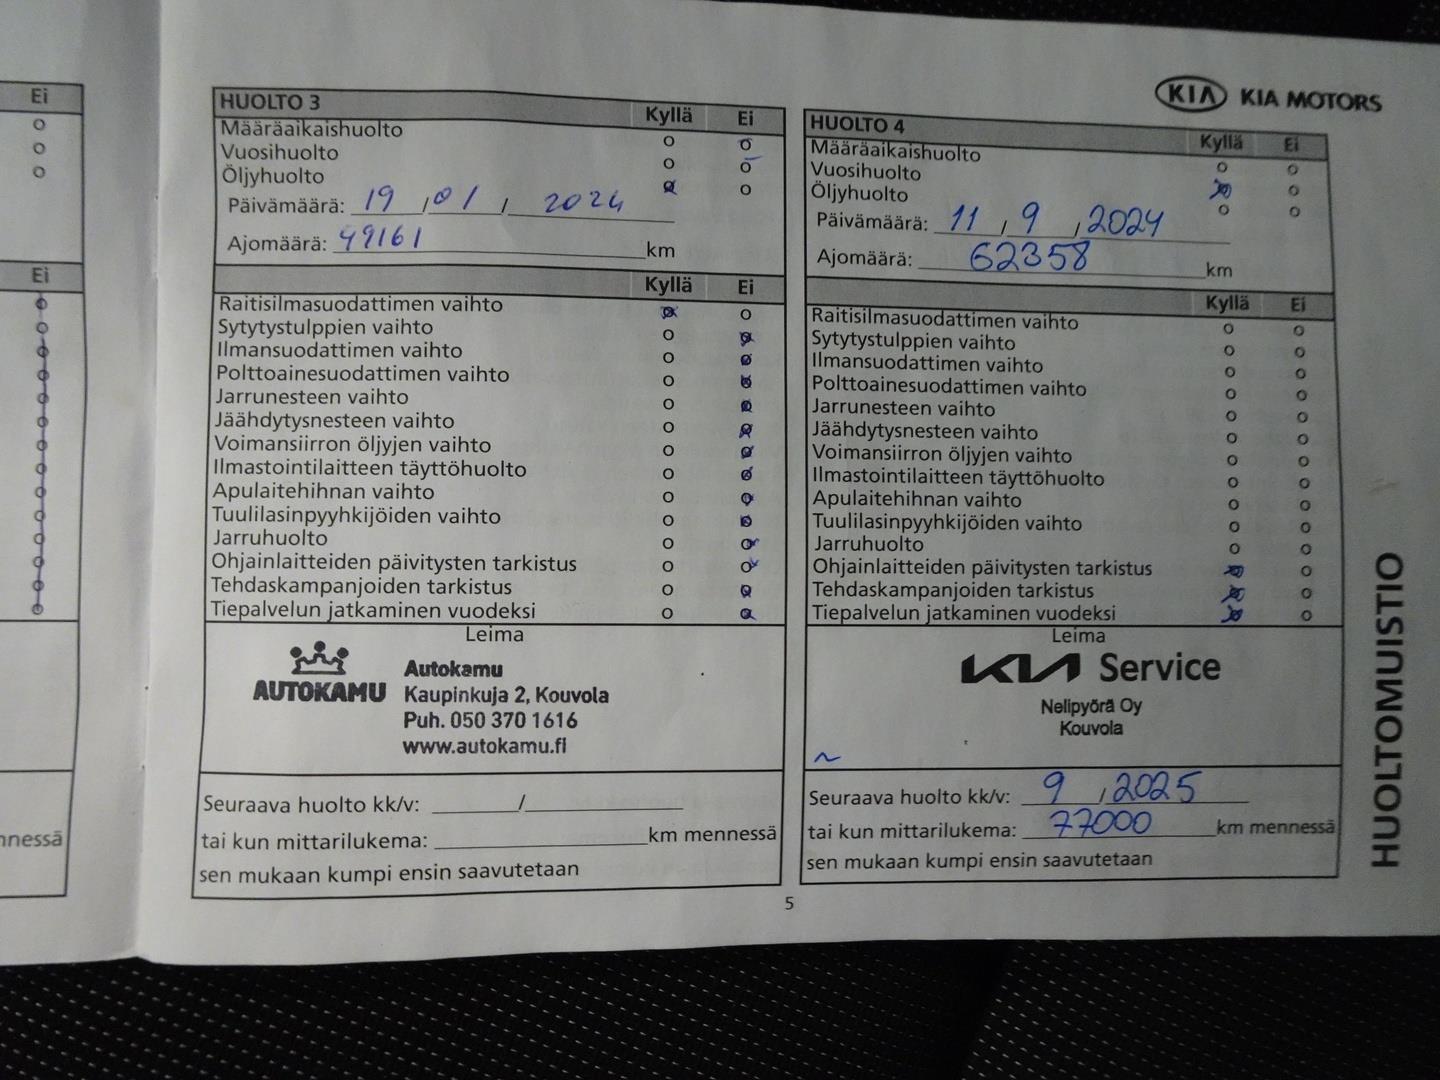 Ei
Ei
nnessä
HUOLTO 3 Kyllä Ei
Määräaikaishuolto o o
Vuosihuolto o o
Öljyhuolto o o
Päivämäärä: 19 / 01 / 2024
Ajomäärä: 49161 km
Kyllä Ei
Raitisilmasuodattimen vaihto o o
Sytytystulppien vaihto o o
Ilmansuodattimen vaihto o o
Polttoainesuodattimen vaihto o o
Jarrunesteen vaihto o o
Jäähdytysnesteen vaihto o o
Voimansiirron öljyjen vaihto o o
Ilmastointilaitteen täyttöhuolto o o
Apulaitehihnan vaihto o o
Tuulilasinpyyhkijöiden vaihto o o
Jarruhuolto o o
Ohjainlaitteiden päivitysten tarkistus o o
Tehdaskampanjoiden tarkistus o o
Tiepalvelun jatkaminen vuodeksi o o
Leima
AUTOKAMU
Autokamu
Kaupinkuja 2, Kouvola
Puh. 050 370 1616
www.autokamu.fi
Seuraava huolto kk/v: /
tai kun mittarilukema: km mennessä
sen mukaan kumpi ensin saavutetaan
KIA KIA MOTORS
HUOLTO 4 Kyllä Ei
Määräaikaishuolto o o
Vuosihuolto o o
Öljyhuolto o o
Päivämäärä: 11 / 9 / 2024
Ajomäärä: 62358 km
Kyllä Ei
Raitisilmasuodattimen vaihto o o
Sytytystulppien vaihto o o
Ilmansuodattimen vaihto o o
Polttoainesuodattimen vaihto o o
Jarrunesteen vaihto o o
Jäähdytysnesteen vaihto o o
Voimansiirron öljyjen vaihto o o
Ilmastointilaitteen täyttöhuolto o o
Apulaitehihnan vaihto o o
Tuulilasinpyyhkijöiden vaihto o o
Jarruhuolto o o
Ohjainlaitteiden päivitysten tarkistus o o
Tehdaskampanjoiden tarkistus o o
Tiepalvelun jatkaminen vuodeksi o o
Leima
KIA Service
Nelipyörä Oy
Kouvola
Seuraava huolto kk/v: 9 / 2025
tai kun mittarilukema: 77000 km mennessä
sen mukaan kumpi ensin saavutetaan
5
HUOLTOMUISTIO